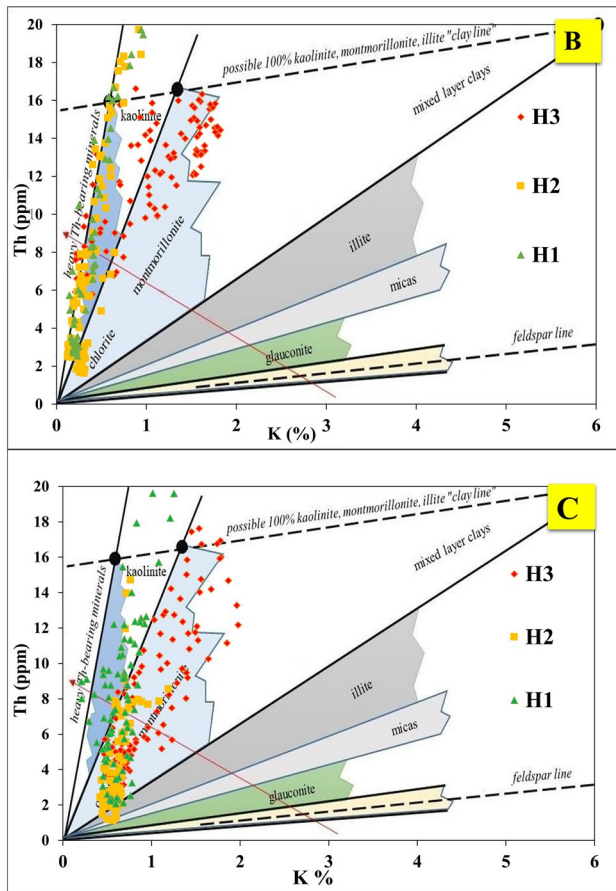 B
20
18
16
14
12
10
8
6
4
2
0
Th (ppm)
0
1
2
3
4
5
6
K (%)
possible 100% kaolinite, montmorillonite, illite "clay line"
mixed layer clays
kaolinite
heavy Th-bearing minerals
montmorillonite
chlorite
illite
micas
glauconite
feldspar line
H3
H2
H1
C
20
18
16
14
12
10
8
6
4
2
0
Th (ppm)
0
1
2
3
4
5
6
K %
possible 100% kaolinite, montmorillonite, illite "clay line"
mixed layer clays
kaolinite
heavy Th-bearing minerals
montmorillonite
illite
micas
glauconite
feldspar line
H3
H2
H1